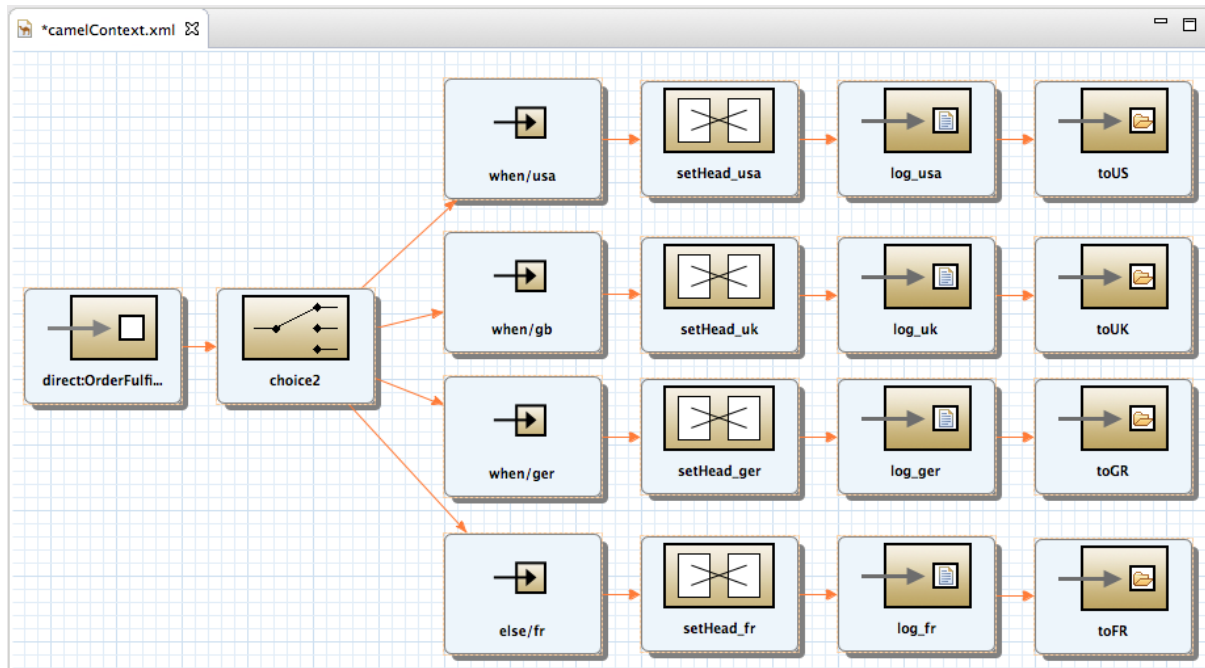 *camelContext.xml
when/usa
setHead_usa
log_usa
toUS
when/gb
setHead_uk
log_uk
toUK
direct:OrderFulfi...
choice2
when/ger
setHead_ger
log_ger
toGR
else/fr
setHead_fr
log_fr
toFR